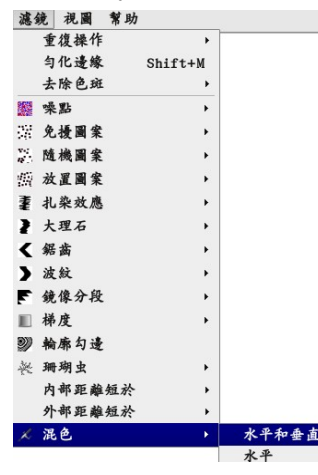 濾鏡 視圖 幫助
重復操作
勻化邊緣 Shift+M
去除色斑
噪點
免擾圖案
隨機圖案
放置圖案
扎染效應
大理石
鋸齒
波紋
鏡像分段
梯度
輪廓勾邊
珊瑚虫
内部距離短於
外部距離短於
混色
水平和垂直
水平